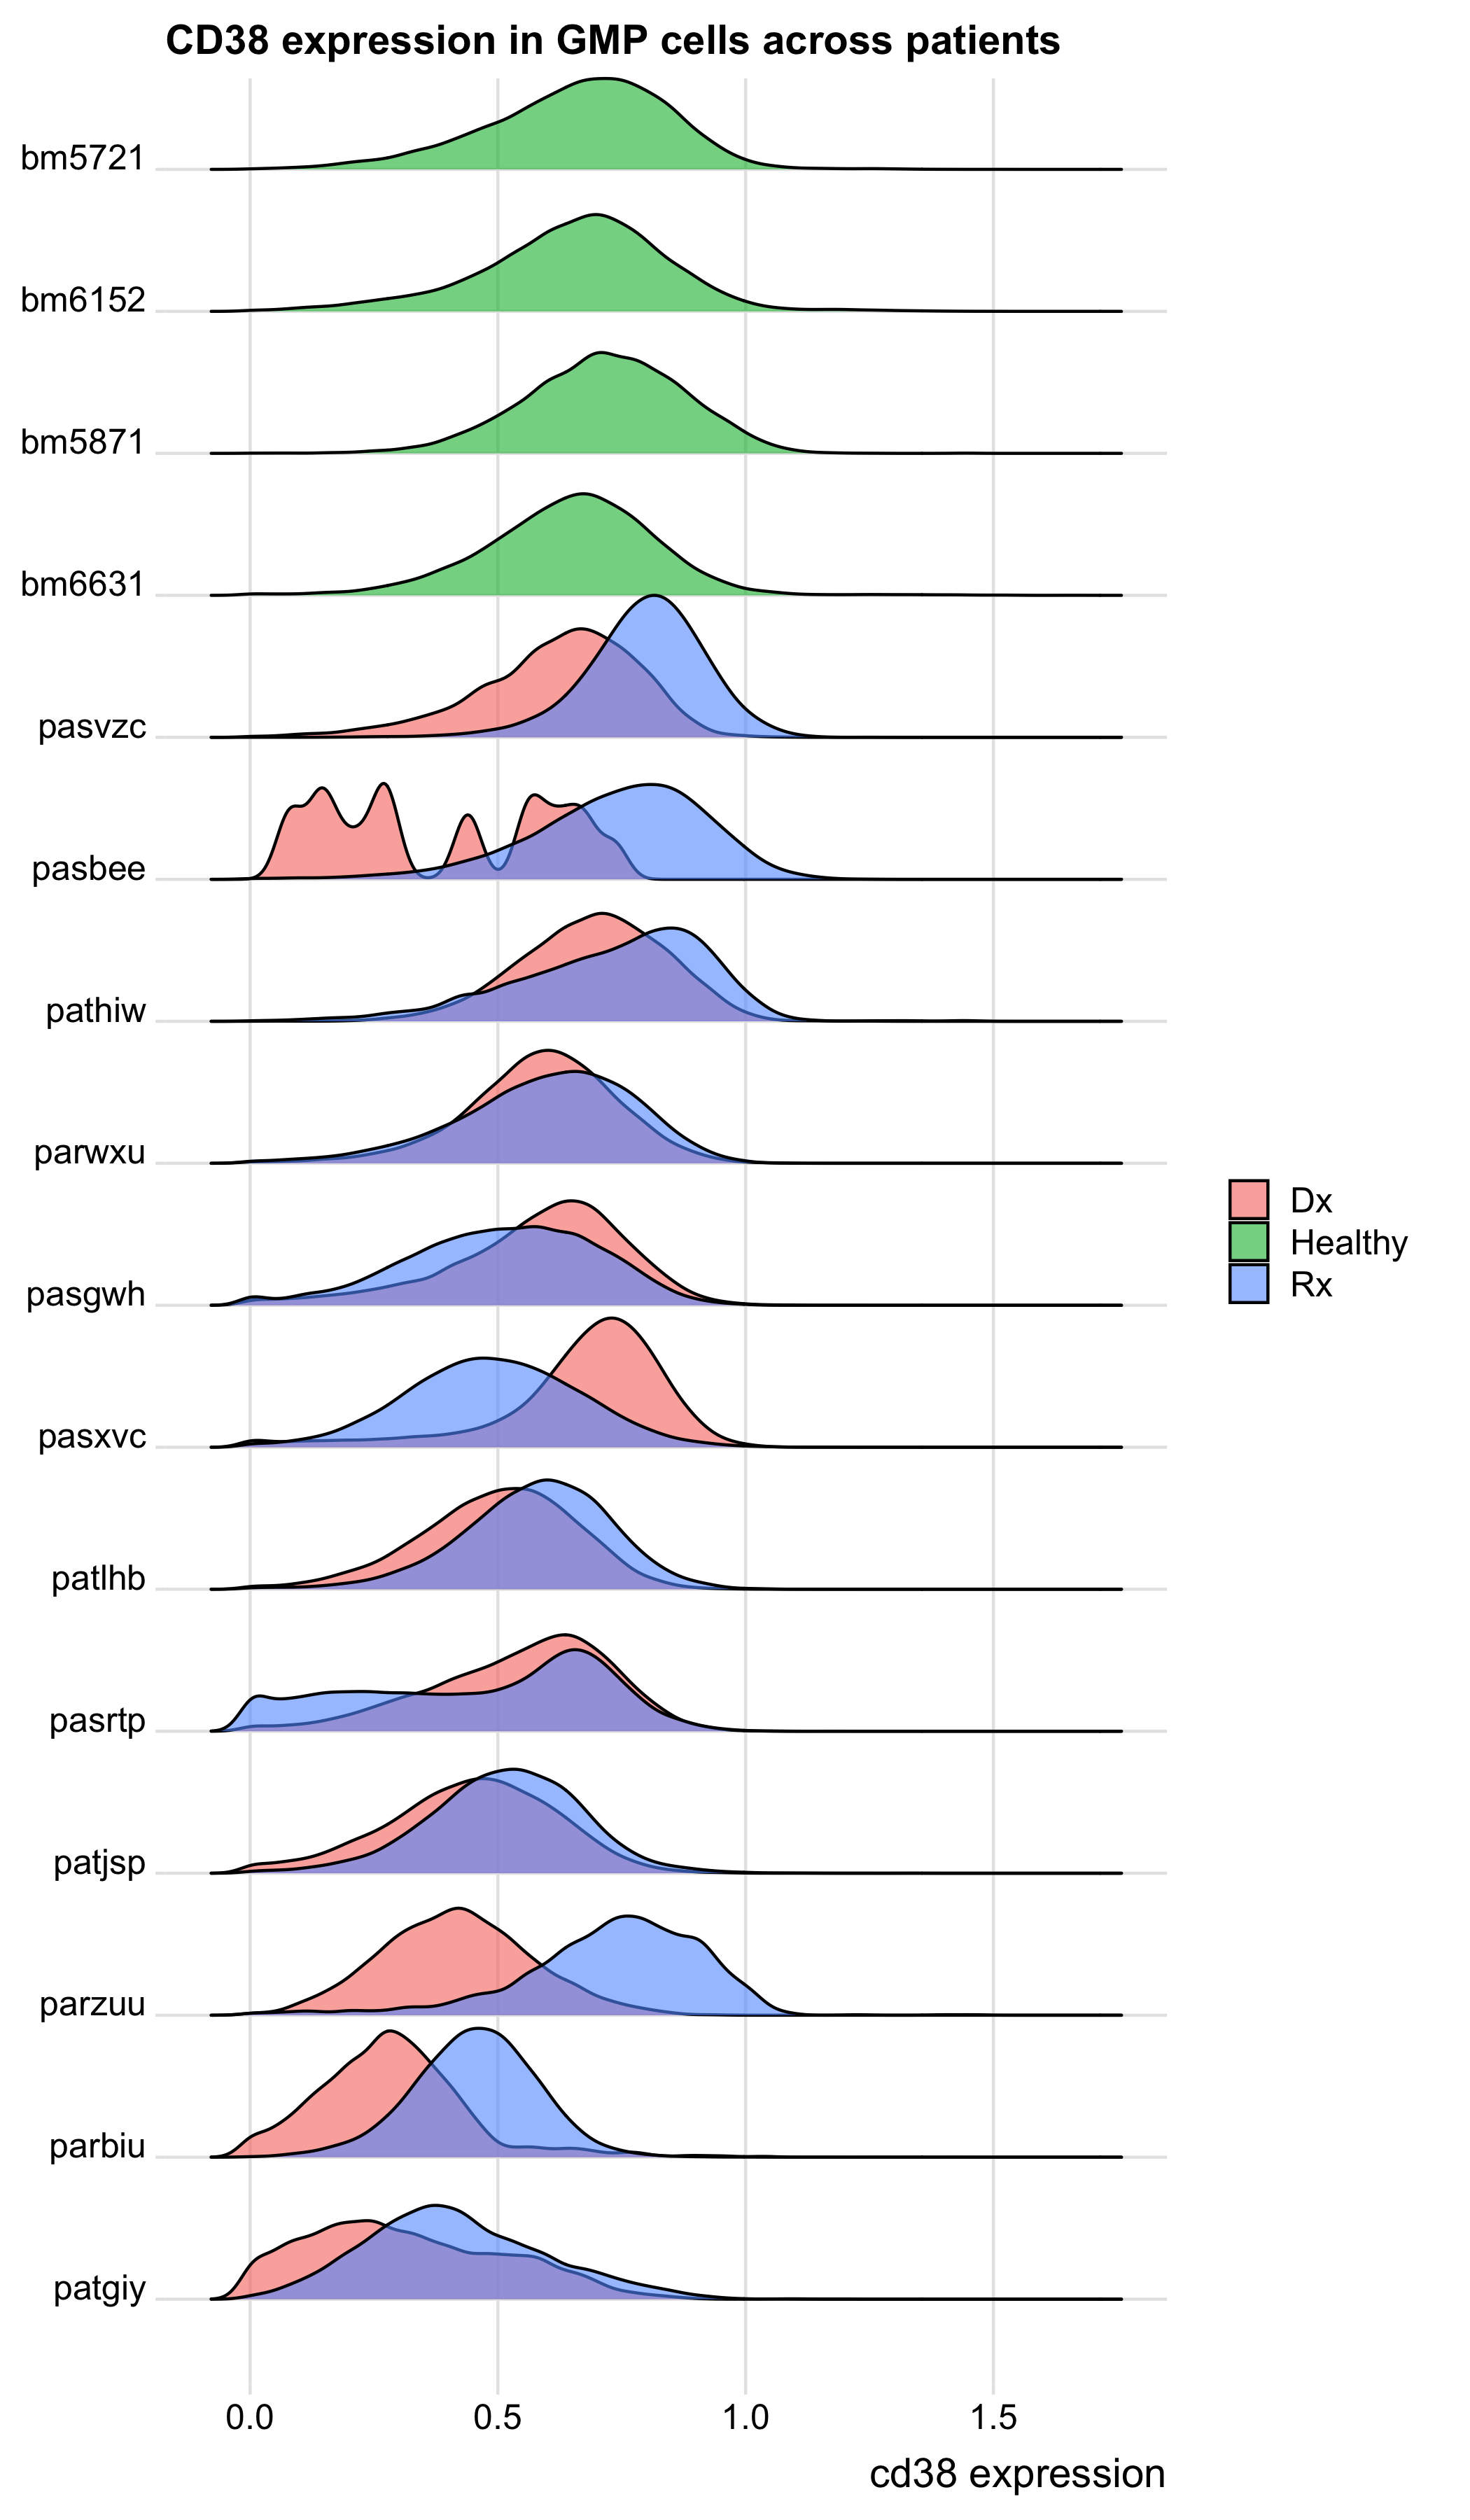 CD38 expression in GMP cells across patients
bm5721
bm6152
bm5871
bm6631
pasvzc
pasbee
pathiw
parwxu
pasgwh
pasxvc
patlhb
pasrtp
patjsp
parzuu
parbiu
patgiy
Dx
Healthy
Rx
0.0 0.5 1.0 1.5
cd38 expression